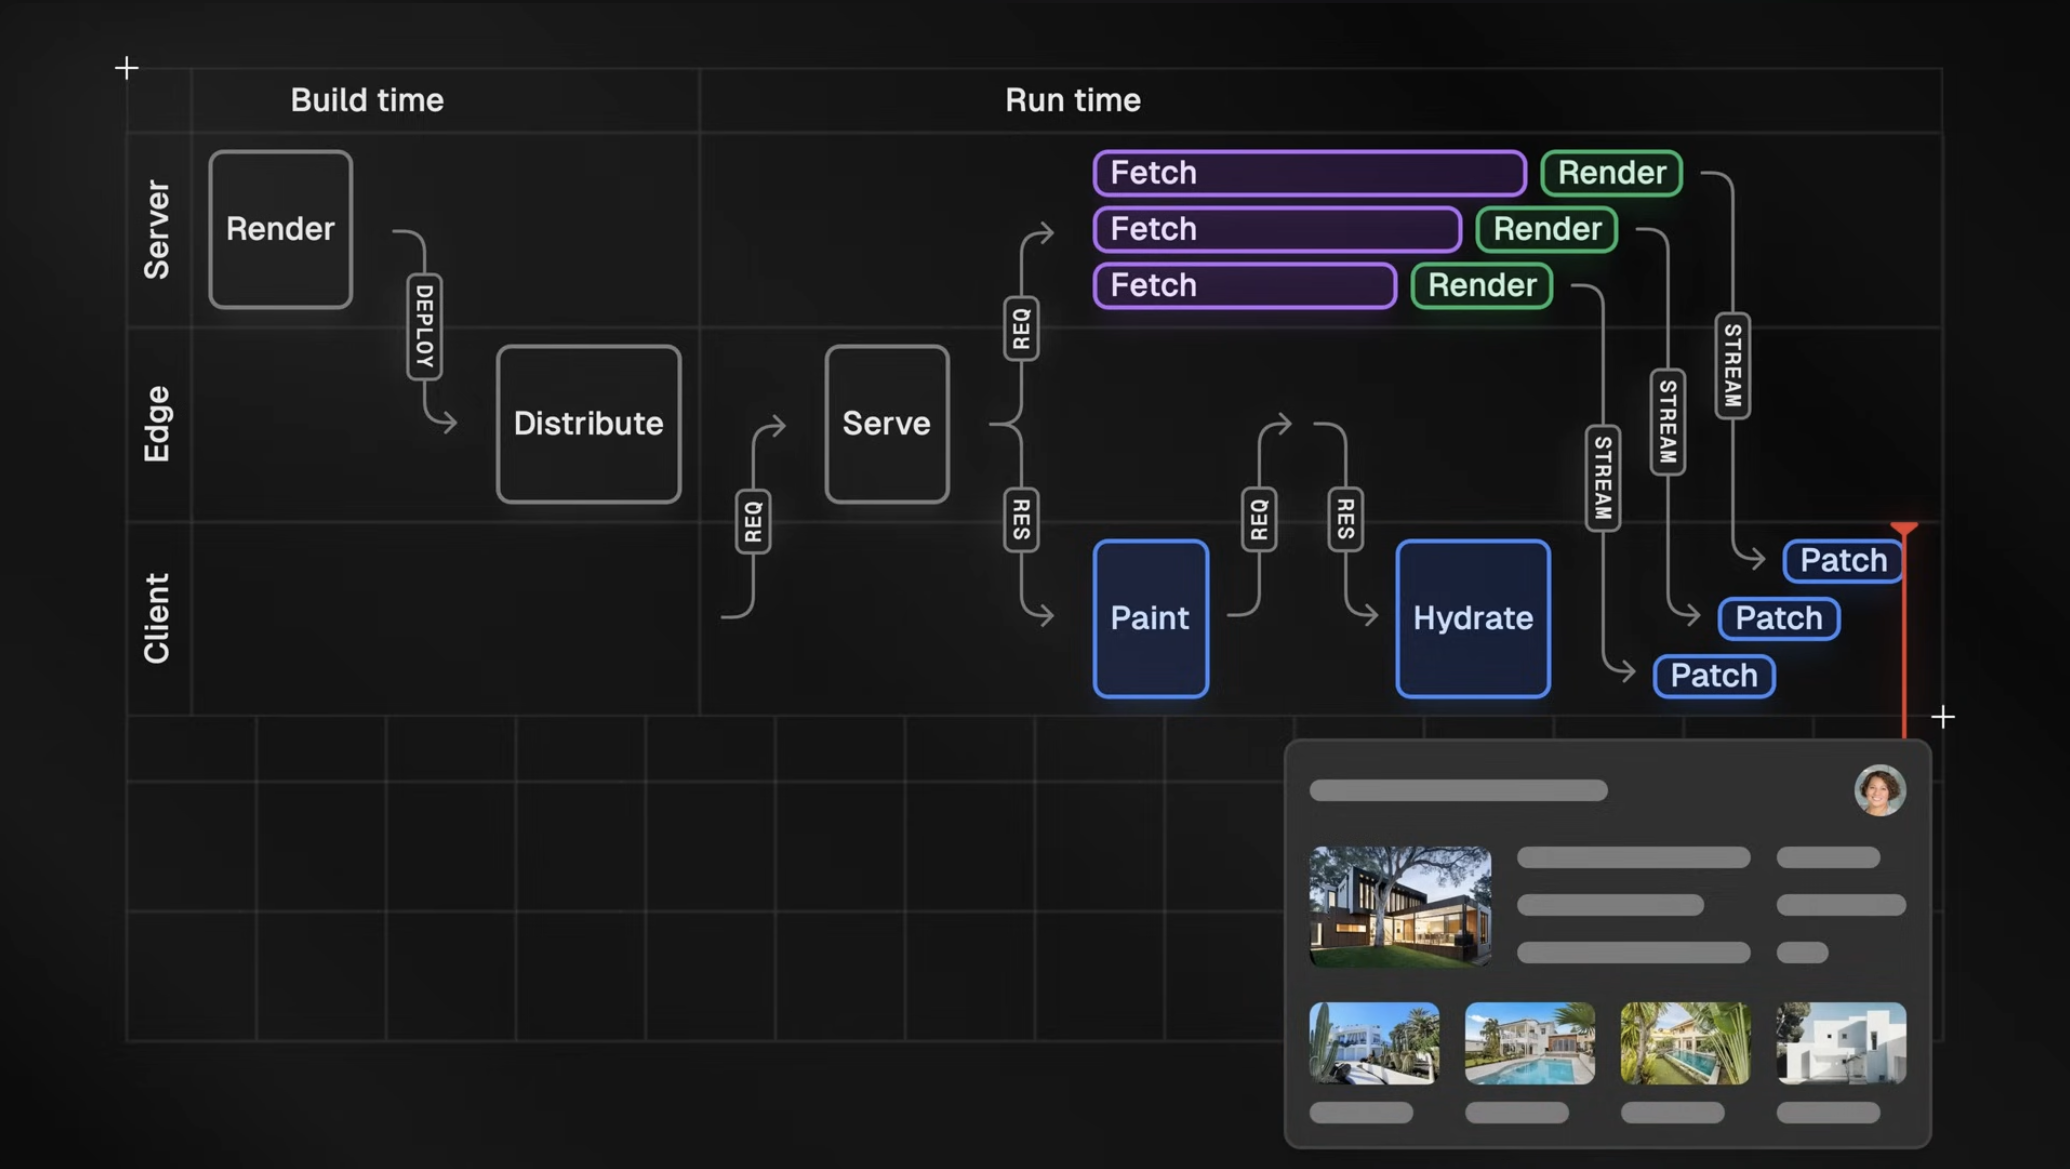 Build time
Run time
Server
Render
Fetch
Render
Fetch
Render
Fetch
Render
DEPLOY
REQ
STREAM
STREAM
STREAM
Edge
Distribute
Serve
REQ
RES
REQ
RES
Client
Paint
Hydrate
Patch
Patch
Patch